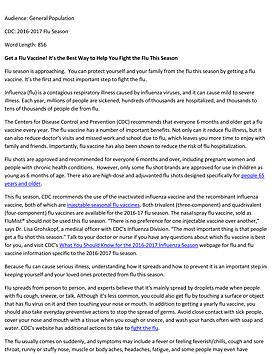 Audience: General Population
CDC: 2016-2017 Flu Season
Word Length: 856
Get a Flu Vaccine! It's the Best Way to Help You Fight the Flu This Season
Flu season is approaching. You can protect yourself and your family from the flu this season by getting a
flu vaccine. It's the first and most important step to fight the flu.
Influenza (flu) is a contagious respiratory illness caused by influenza viruses, and it can cause mild to severe
illness. Each year, millions of people are sickened, hundreds of thousands are hospitalized, and thousands to
tens of thousands of people die from flu.
The Centers for Disease Control and Prevention (CDC) recommends that everyone 6 months and older get a flu
vaccine every year. The flu vaccine has a number of important benefits. Not only can it reduce flu illness, but it
can also reduce doctor's visits and missed work and school due to flu, which leaves you more time to enjoy with
family and friends. Importantly, flu vaccine has also been shown to reduce the risk of flu hospitalization.
Flu shots are approved and recommended for everyone 6 months and over, including pregnant women and
people with chronic health conditions. However, only some flu shot brands are approved for use in children as
young as 6 months of age. There also are high-dose and adjuvanted flu shots designed specifically for people 65
years and older.
This flu season, CDC recommends the use of the inactivated influenza vaccine and the recombinant influenza
vaccine, both of which are injectable seasonal flu vaccines. Both trivalent (three-component) and quadrivalent
(four-component) flu vaccines are available for the 2016-17 flu season. The nasal spray flu vaccine, sold as
FluMist® should not be used this season. "There is no preference for one injectable vaccine over another,"
says Dr. Lisa Grohskopf, a medical officer with CDC's Influenza Division. "The most important thing is that people
get a flu shot this season." Talk to your doctor or nurse if you have any questions about which flu vaccine is best
for you, and visit CDC's What You Should Know for the 2016-2017 Influenza Season webpage for flu and flu
vaccine information specific to the 2016-2017 flu season.
Because flu can cause serious illness, understanding how it spreads and how to prevent it is an important step in
keeping yourself and your loved ones protected from flu this season.
Flu spreads from person to person, and experts believe that it's mainly spread by droplets made when people
with flu cough, sneeze, or talk. Although it's less common, you could also get flu by touching a surface or object
that has flu virus on it and then touching your nose or mouth. In addition to getting a yearly flu vaccine, you
should also take everyday preventive actions to stop the spread of germs. Avoid close contact with sick people,
cover your nose and mouth with a tissue when you cough or sneeze, and wash your hands often with soap and
water. CDC's website has additional actions to take to fight the flu.
The flu usually comes on suddenly, and symptoms may include a fever or feeling feverish/chills, cough and sore
throat, runny or stuffy nose, muscle or body aches, headaches, fatigue, and some people may even have